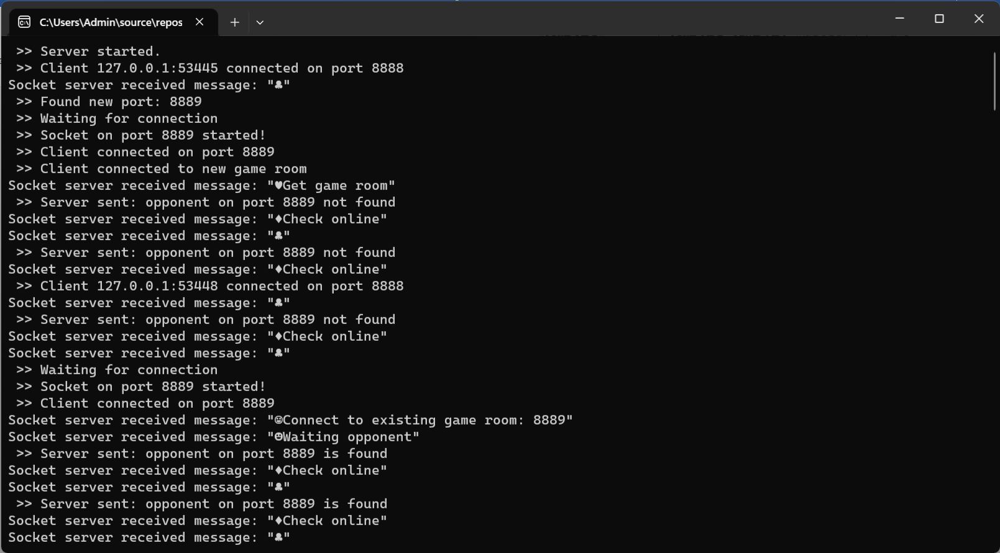 C:\Users\Admin\source\repos
>> Server started.
>> Client 127.0.0.1:53445 connected on port 8888
Socket server received message: "♣"
>> Found new port: 8889
>> Waiting for connection
>> Socket on port 8889 started!
>> Client connected on port 8889
>> Client connected to new game room
Socket server received message: "♥Get game room"
>> Server sent: opponent on port 8889 not found
Socket server received message: "♦Check online"
Socket server received message: "♣"
>> Server sent: opponent on port 8889 not found
Socket server received message: "♦Check online"
>> Client 127.0.0.1:53448 connected on port 8888
Socket server received message: "♣"
>> Server sent: opponent on port 8889 not found
Socket server received message: "♦Check online"
Socket server received message: "♣"
>> Waiting for connection
>> Socket on port 8889 started!
>> Client connected on port 8889
Socket server received message: "☺Connect to existing game room: 8889"
Socket server received message: "☻Waiting opponent"
>> Server sent: opponent on port 8889 is found
Socket server received message: "♦Check online"
Socket server received message: "♣"
>> Server sent: opponent on port 8889 is found
Socket server received message: "♦Check online"
Socket server received message: "♣"